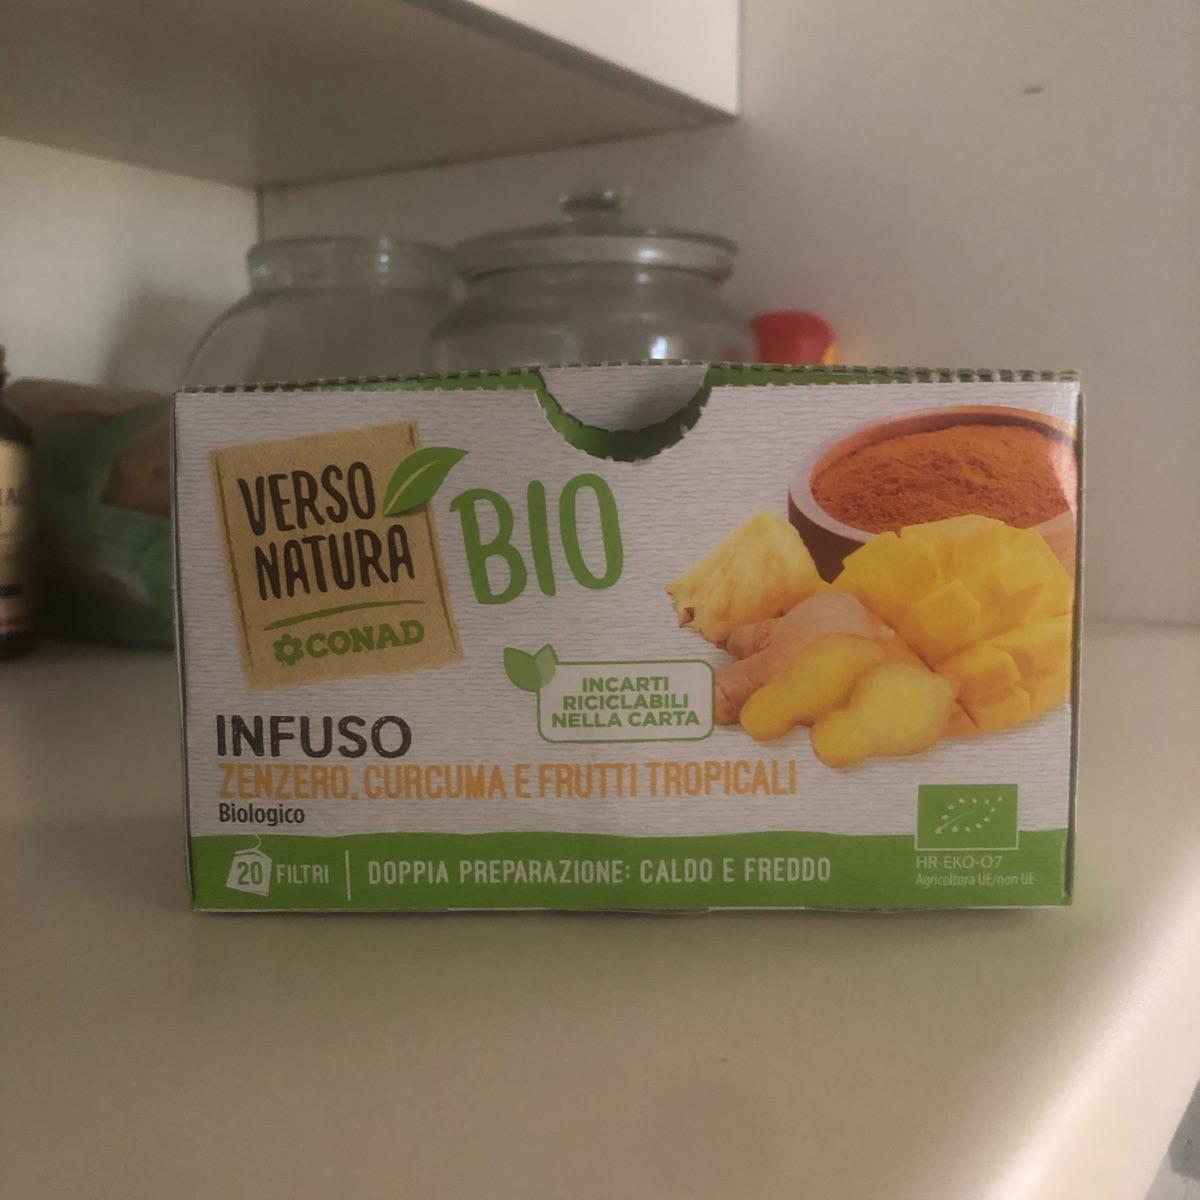 VERSO
NATURA
CONAD
BIO
INCARTI
RICICLABILI
NELLA CARTA
INFUSO
ZENZERO, CURCUMA E FRUTTI TROPICALI
Biologico
20 FILTRI
DOPPIA PREPARAZIONE: CALDO E FREDDO
HR-EKO-07
Agricoltura UE/non UE